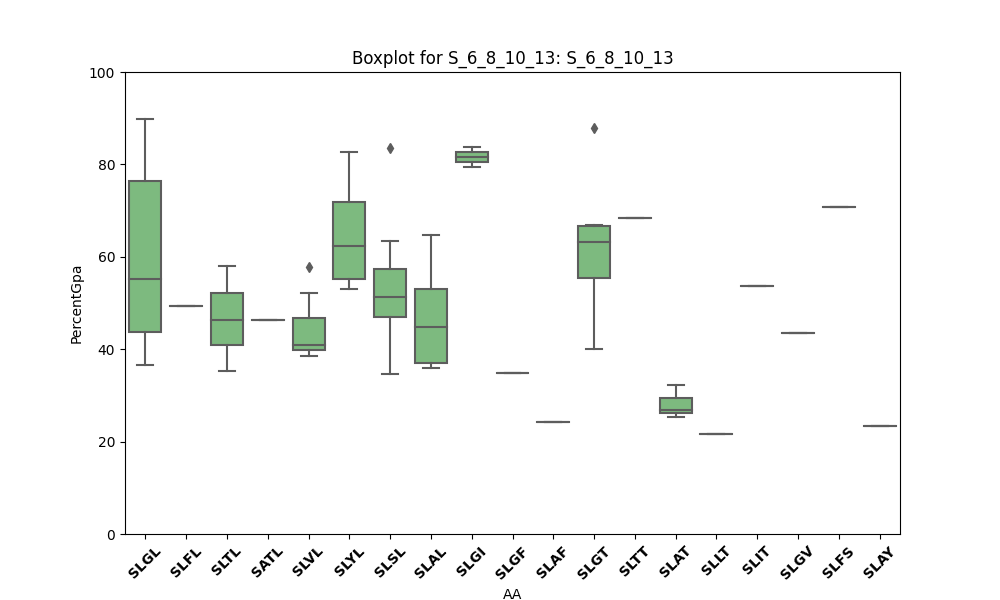 Boxplot for S_6_8_10_13: S_6_8_10_13
100
80
60
40
20
0
PercentGpa
SLGL SLFL SLTL SATL SLVL SLYL SLSL SLAL SLGI SLGF SLAF SLGT SLTT SLAT SLLT SLIT SLGV SLFS SLAY
AA